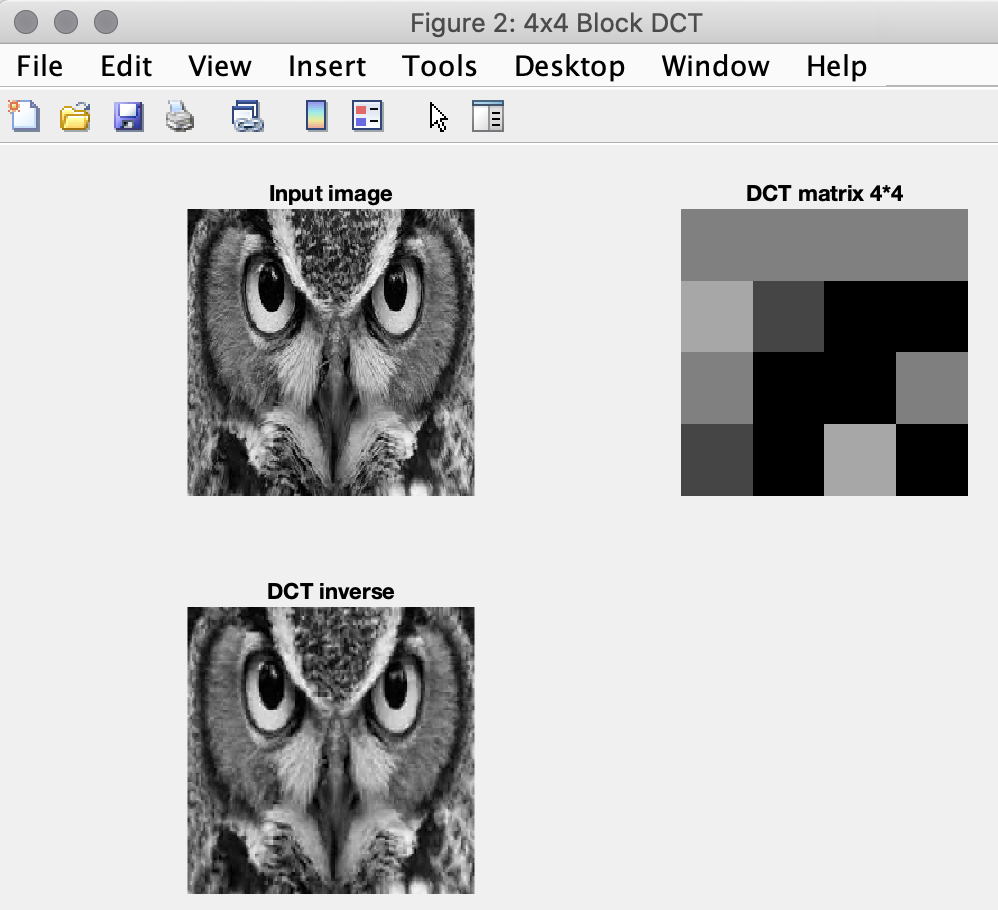 Figure 2: 4x4 Block DCT
File Edit View Insert Tools Desktop Window Help
Input image
DCT matrix 4*4
DCT inverse